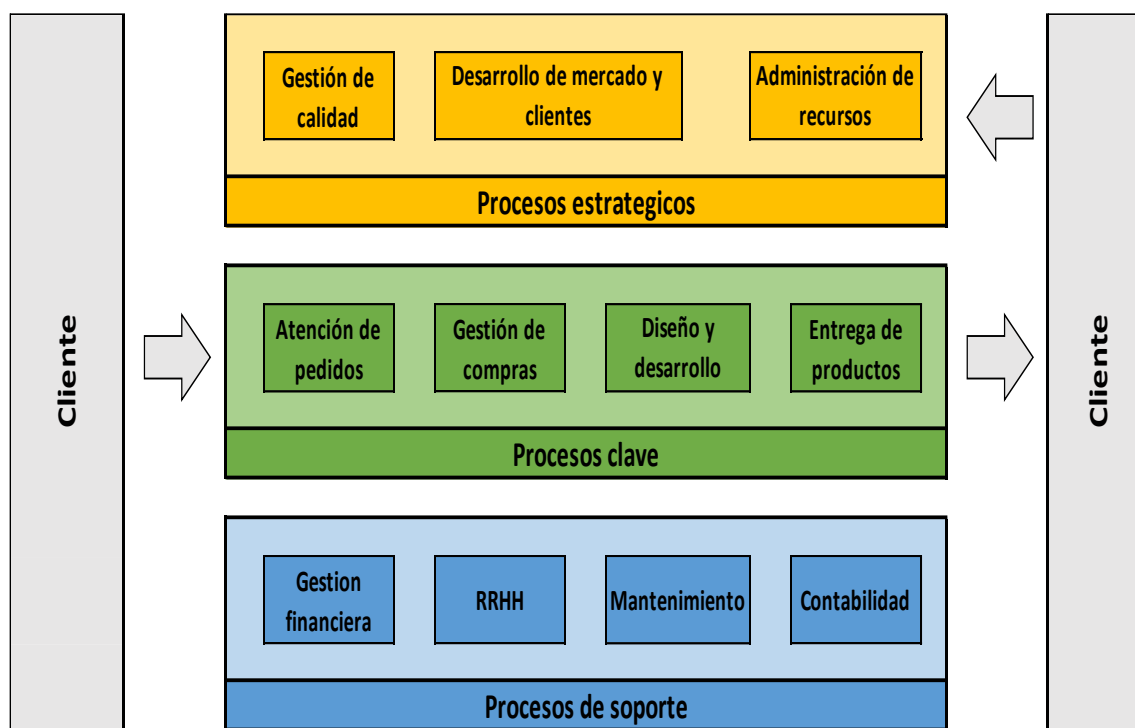 Cliente
Gestión de
calidad
Desarrollo de mercado y
clientes
Administración de
recursos
Procesos estrategicos
Atención de
pedidos
Gestión de
compras
Diseño y
desarrollo
Entrega de
productos
Procesos clave
Gestion
financiera
RRHH
Mantenimiento
Contabilidad
Procesos de soporte
Cliente